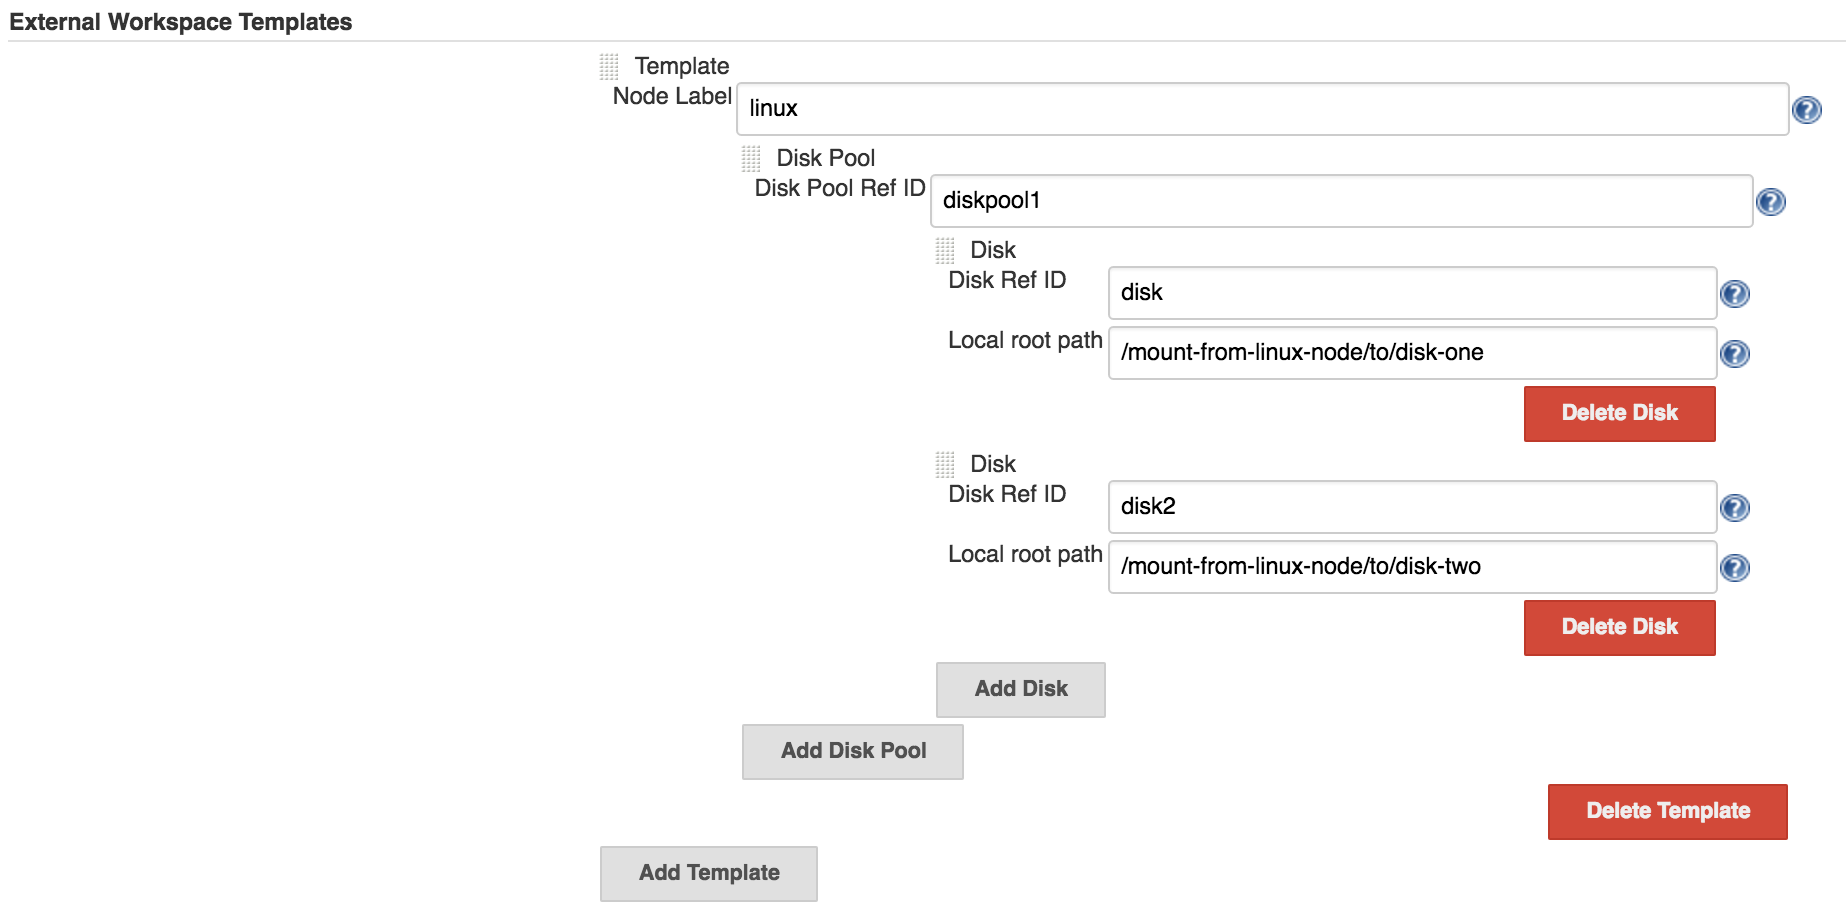 External Workspace Templates
Template
Node Label linux ?
Disk Pool
Disk Pool Ref ID diskpool1 ?
Disk
Disk Ref ID disk ?
Local root path /mount-from-linux-node/to/disk-one ?
Delete Disk
Disk
Disk Ref ID disk2 ?
Local root path /mount-from-linux-node/to/disk-two ?
Delete Disk
Add Disk
Add Disk Pool
Delete Template
Add Template